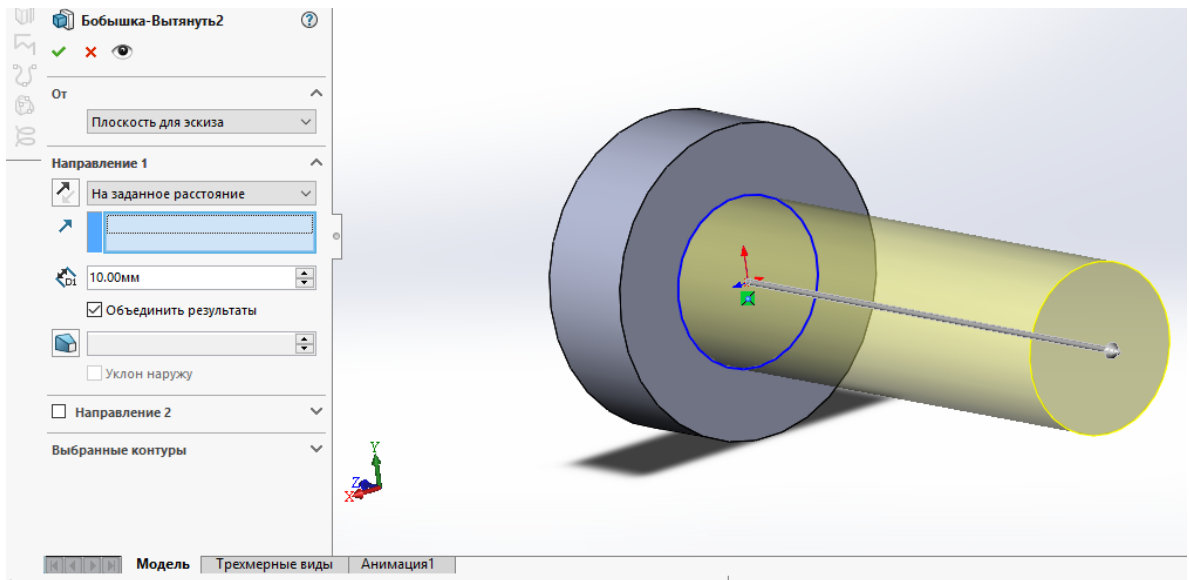 Бобышка-Вытянуть2
От
Плоскость для эскиза
Направление 1
На заданное расстояние
D1
10.00мм
Объединить результаты
Уклон наружу
Направление 2
Выбранные контуры
Y
Z
X
Модель
Трехмерные виды
Анимация1